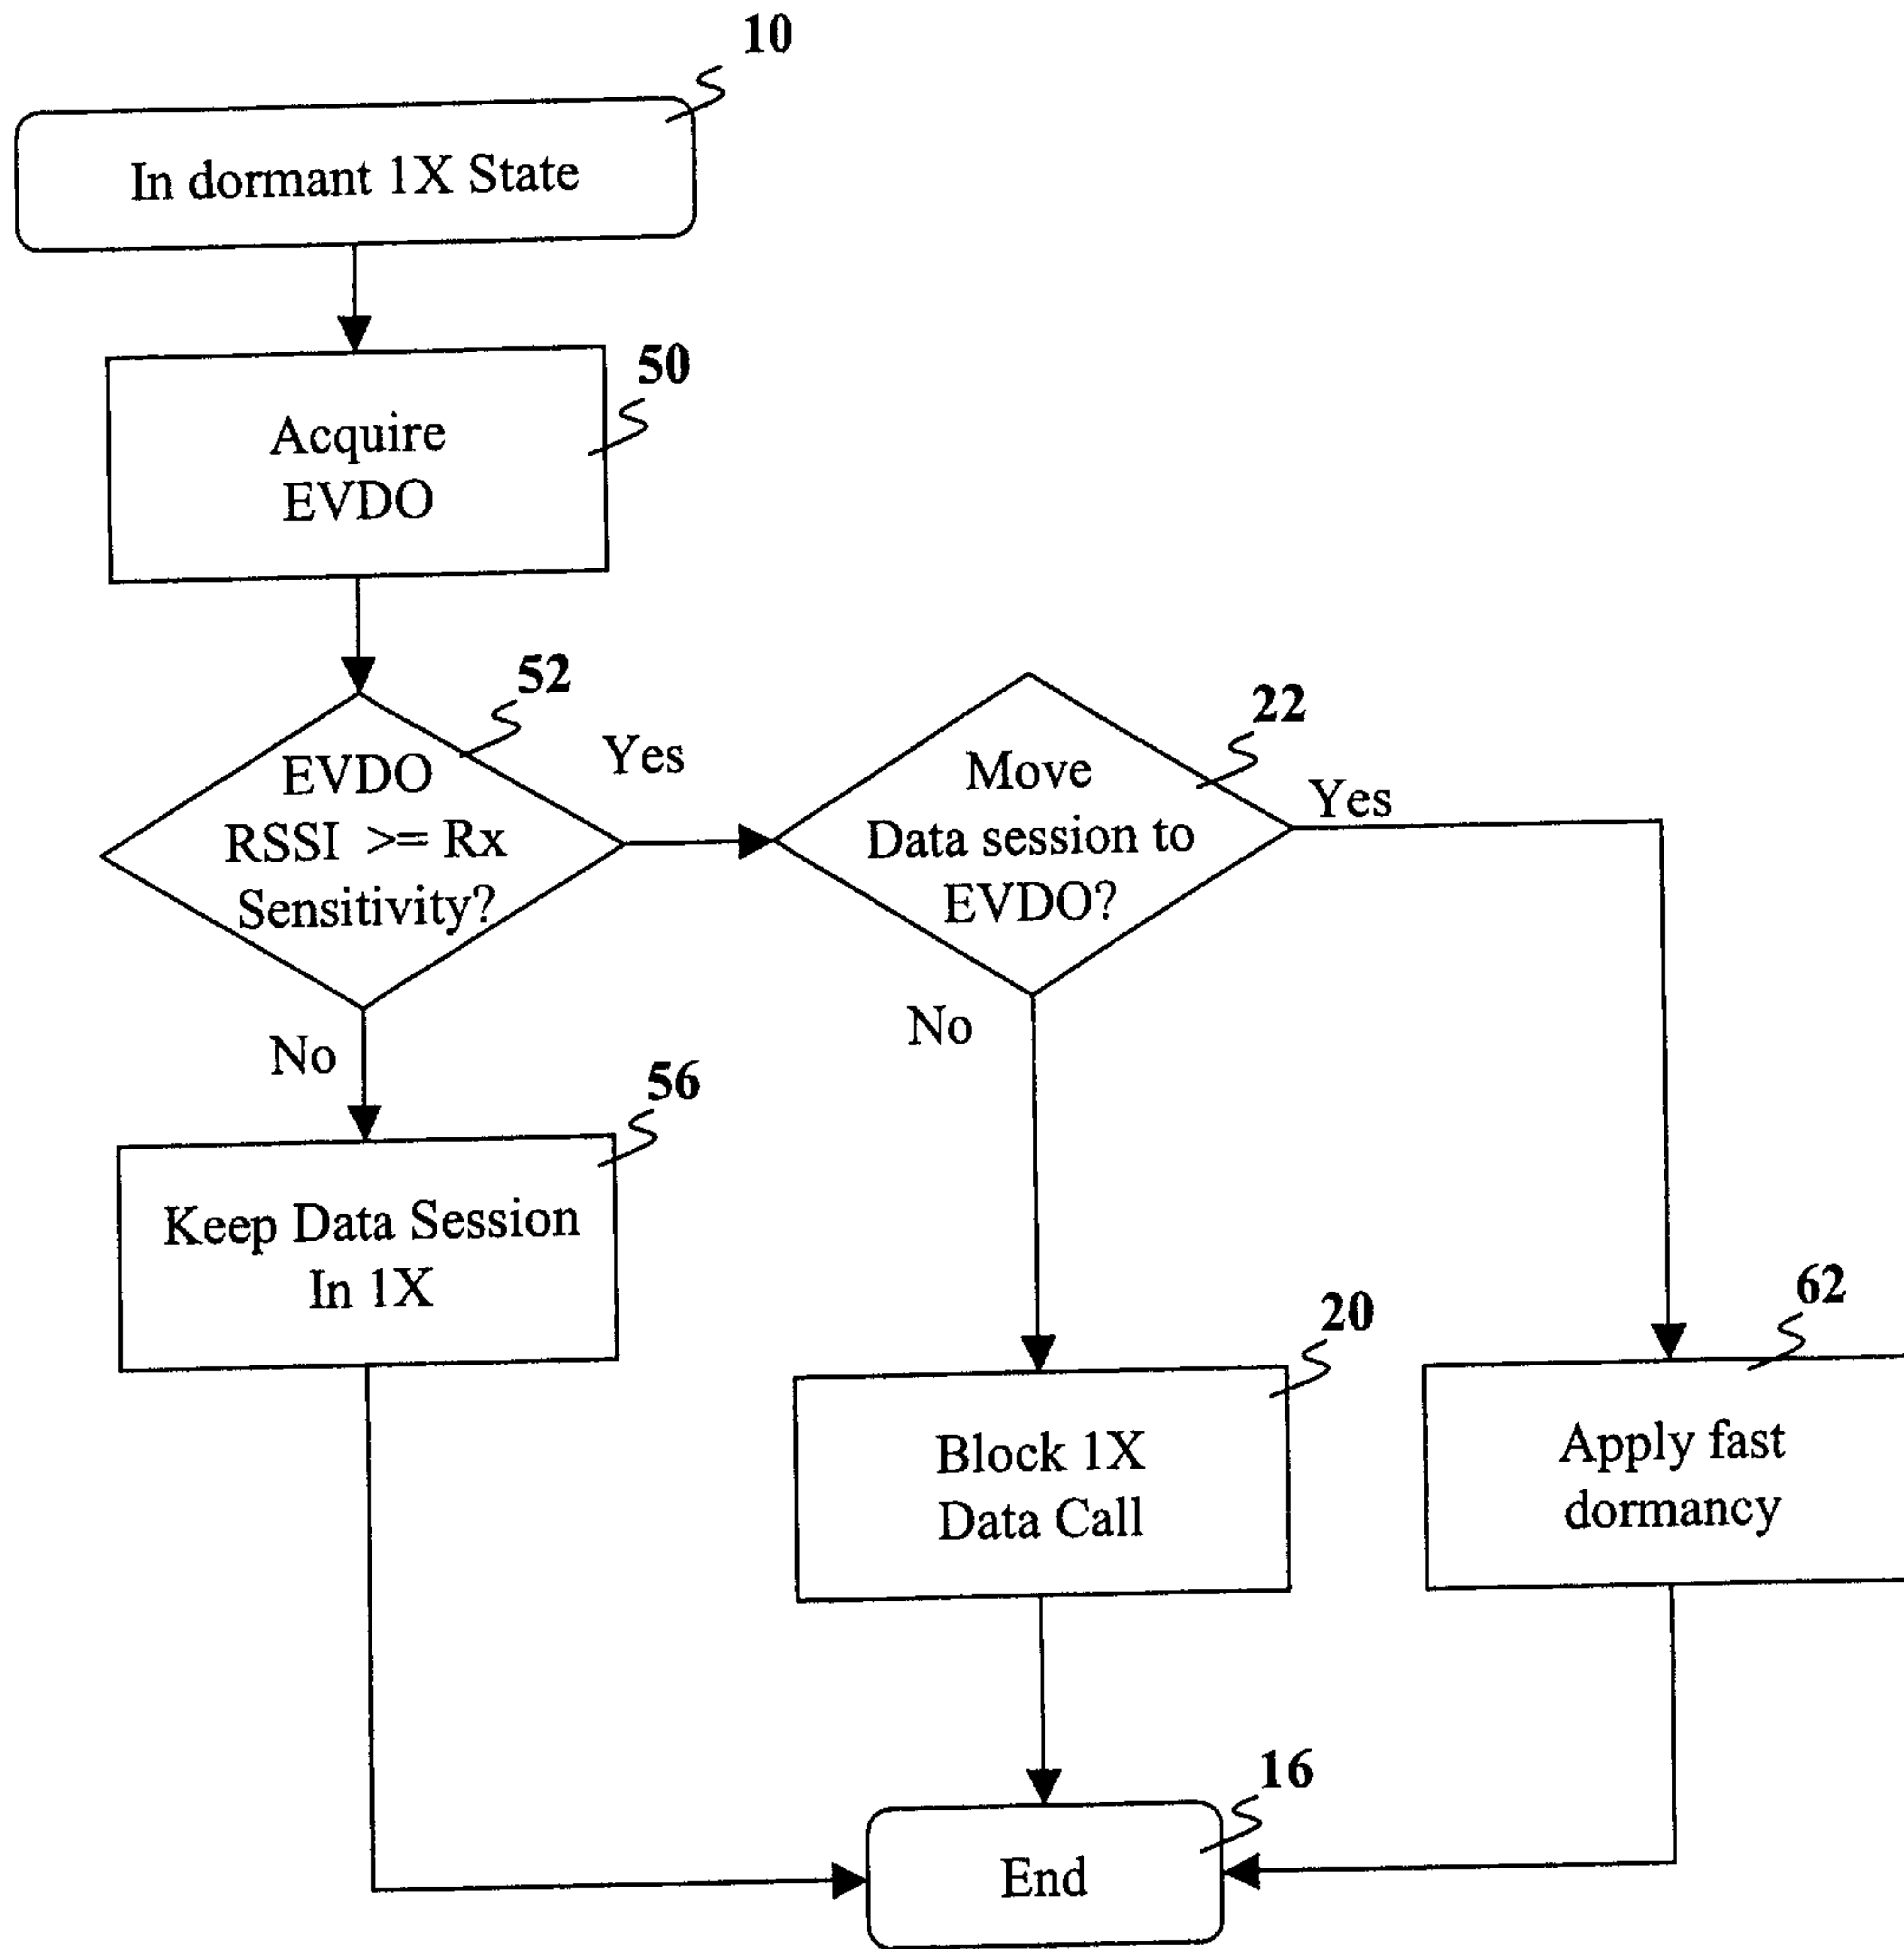 10
In dormant 1X State
50
Acquire
EVDO
52
EVDO
RSSI >= Rx
Sensitivity?
Yes
22
Move
Data session to
EVDO?
Yes
No
No
56
Keep Data Session
In 1X
20
Block 1X
Data Call
62
Apply fast
dormancy
16
End